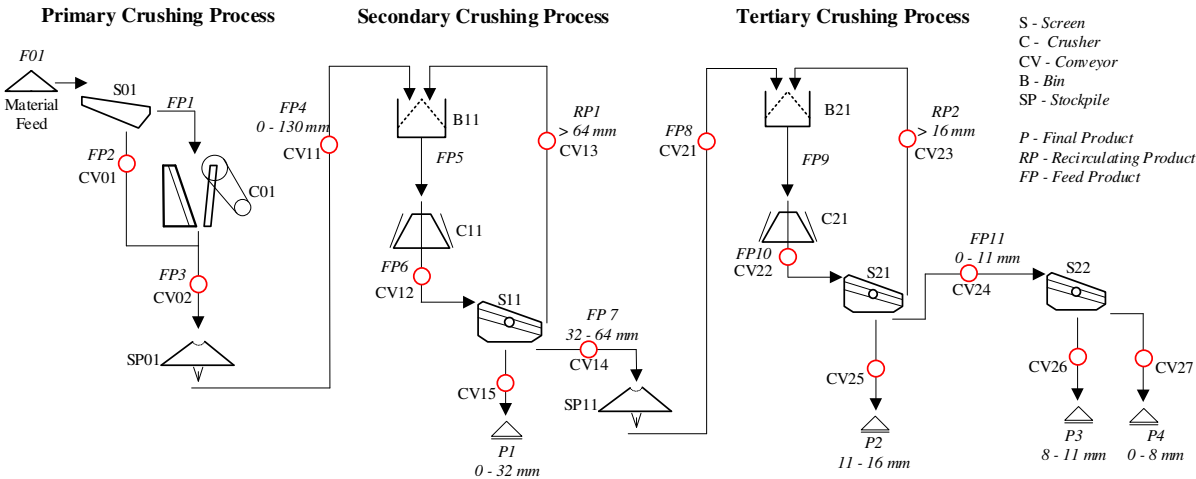 Primary Crushing Process
Secondary Crushing Process
Tertiary Crushing Process
F01
Material
Feed
S01
FP1
FP2
CV01
C01
FP3
CV02
SP01
FP4
0 - 130 mm
CV11
B11
FP5
C11
FP6
CV12
S11
RP1
> 64 mm
CV13
FP 7
32 - 64 mm
CV14
CV15
P1
0 - 32 mm
SP11
FP8
CV21
B21
FP9
C21
FP10
CV22
S21
RP2
> 16 mm
CV23
FP11
0 - 11 mm
CV24
S22
CV25
P2
11 - 16 mm
CV26
P3
8 - 11 mm
CV27
P4
0 - 8 mm
S - Screen
C - Crusher
CV - Conveyor
B - Bin
SP - Stockpile
P - Final Product
RP - Recirculating Product
FP - Feed Product